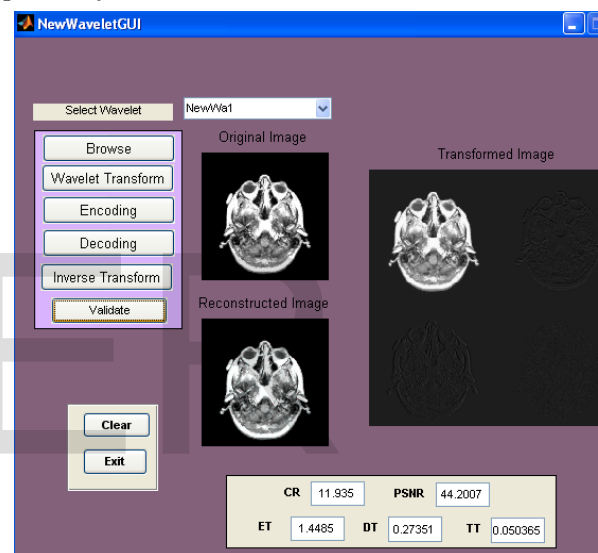 NewWaveletGUI
Select Wavelet NewWa1
Original Image
Transformed Image
Browse
Wavelet Transform
Encoding
Decoding
Inverse Transform
Validate
Reconstructed Image
Clear
Exit
CR 11.935 PSNR 44.2007
ET 1.4485 DT 0.27351 TT 0.050365